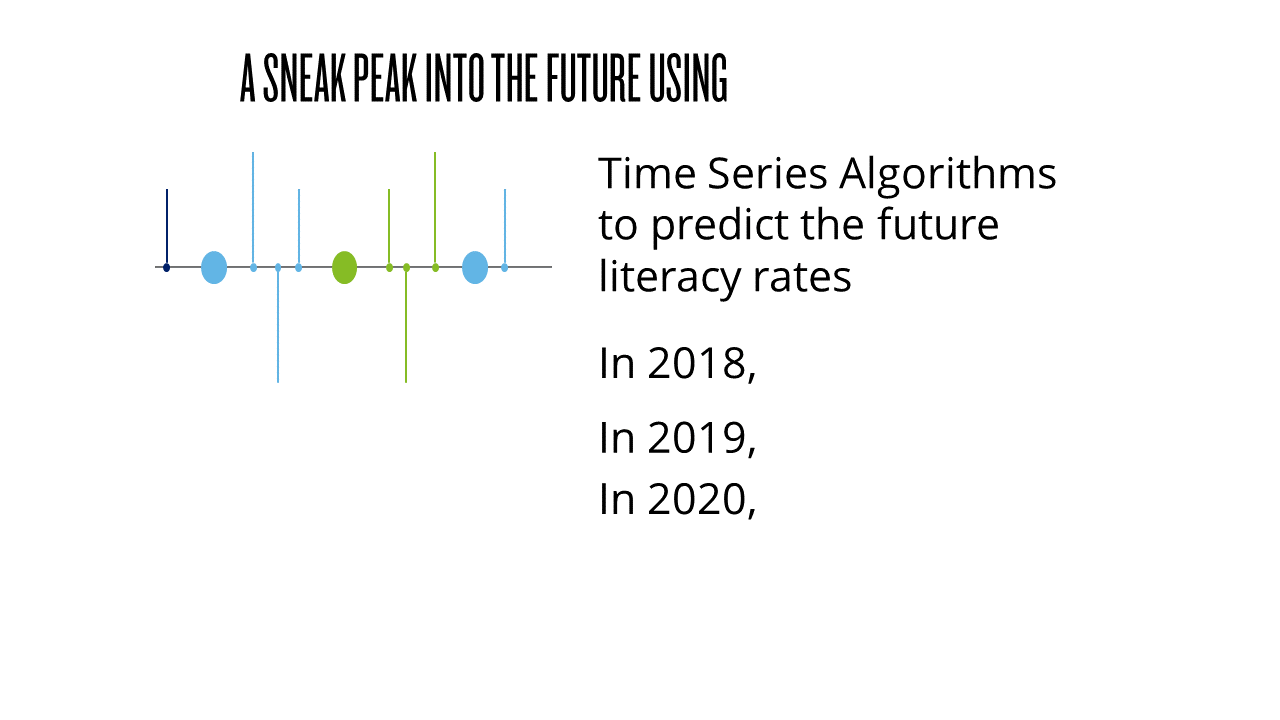 A SNEAK PEAK INTO THE FUTURE USING
Time Series Algorithms
to predict the future
literacy rates
In 2018,
In 2019,
In 2020,